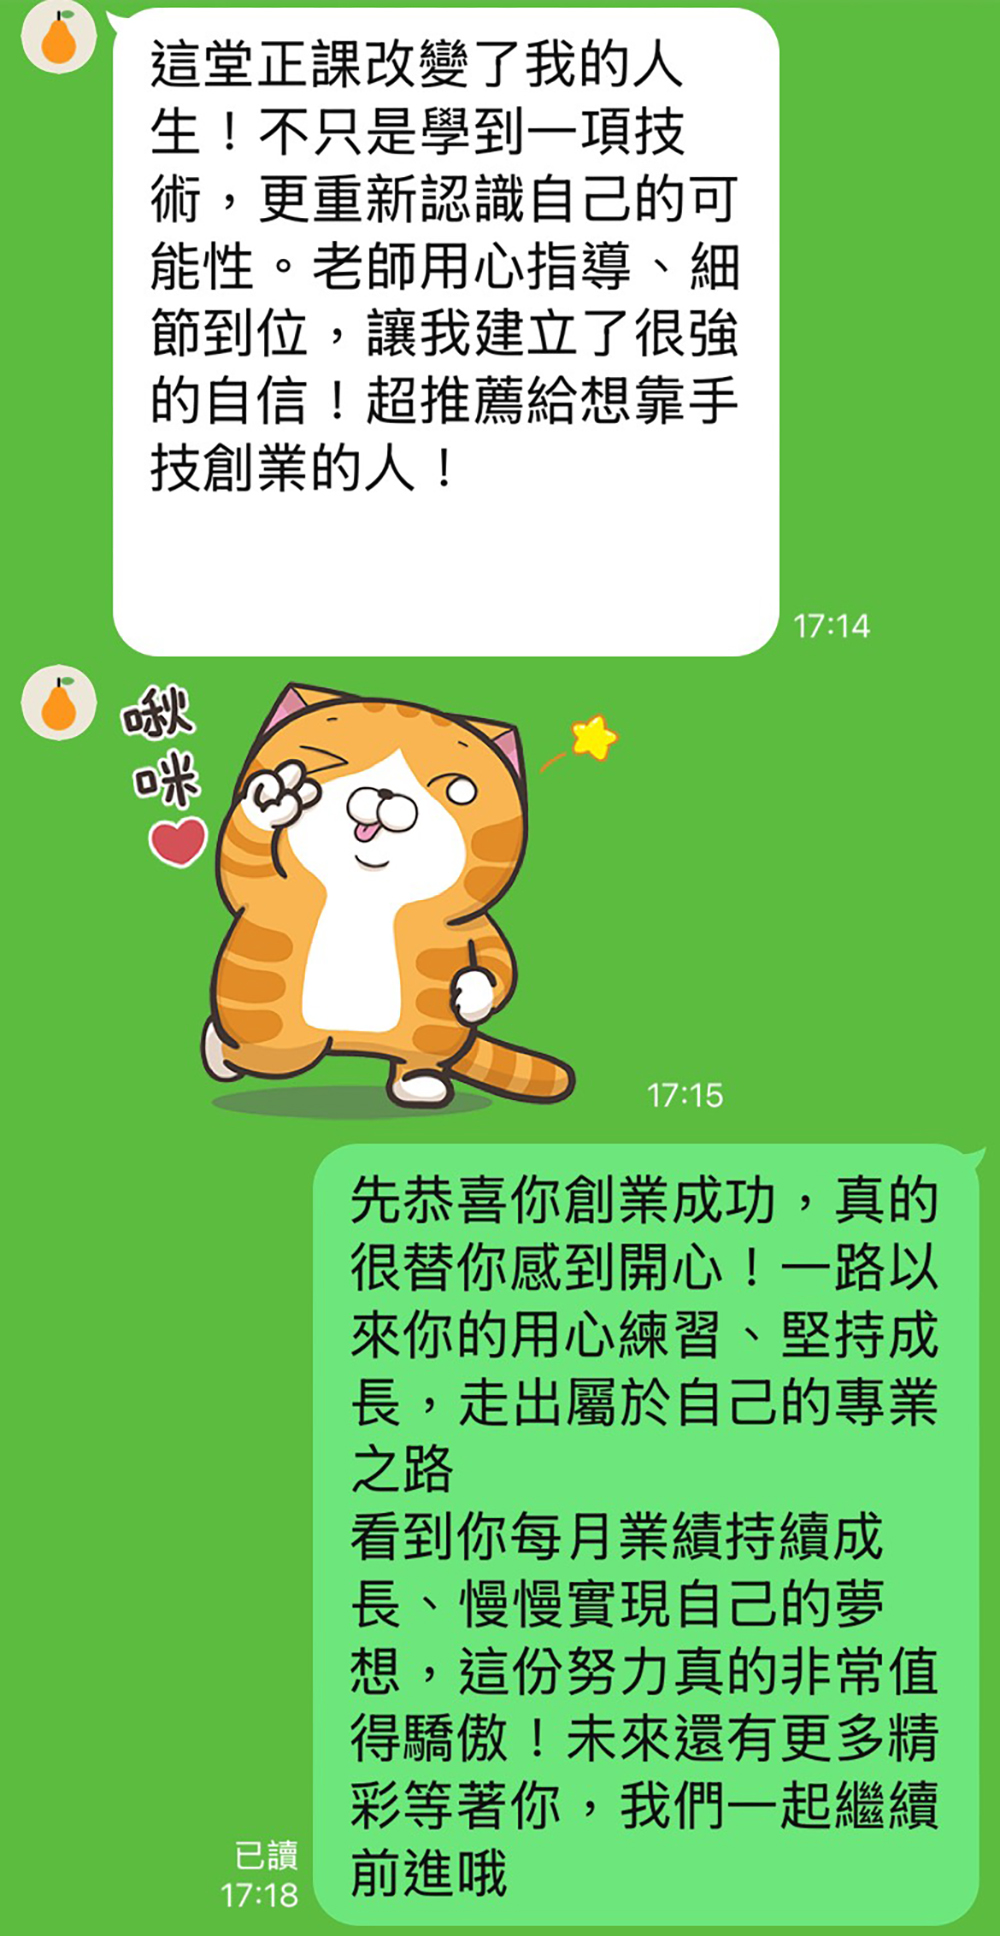 這堂正課改變了我的人
生！不只是學到一項技
術，更重新認識自己的可
能性。老師用心指導、細
節到位，讓我建立了很強
的自信！超推薦給想靠手
技創業的人！
17:14
啾
咪
17:15
先恭喜你創業成功，真的
很替你感到開心！一路以
來你的用心練習、堅持成
長，走出屬於自己的專業
之路
看到你每月業績持續成
長、慢慢實現自己的夢
想，這份努力真的非常值
得驕傲！未來還有更多精
彩等著你，我們一起繼續
前進哦
已讀
17:18